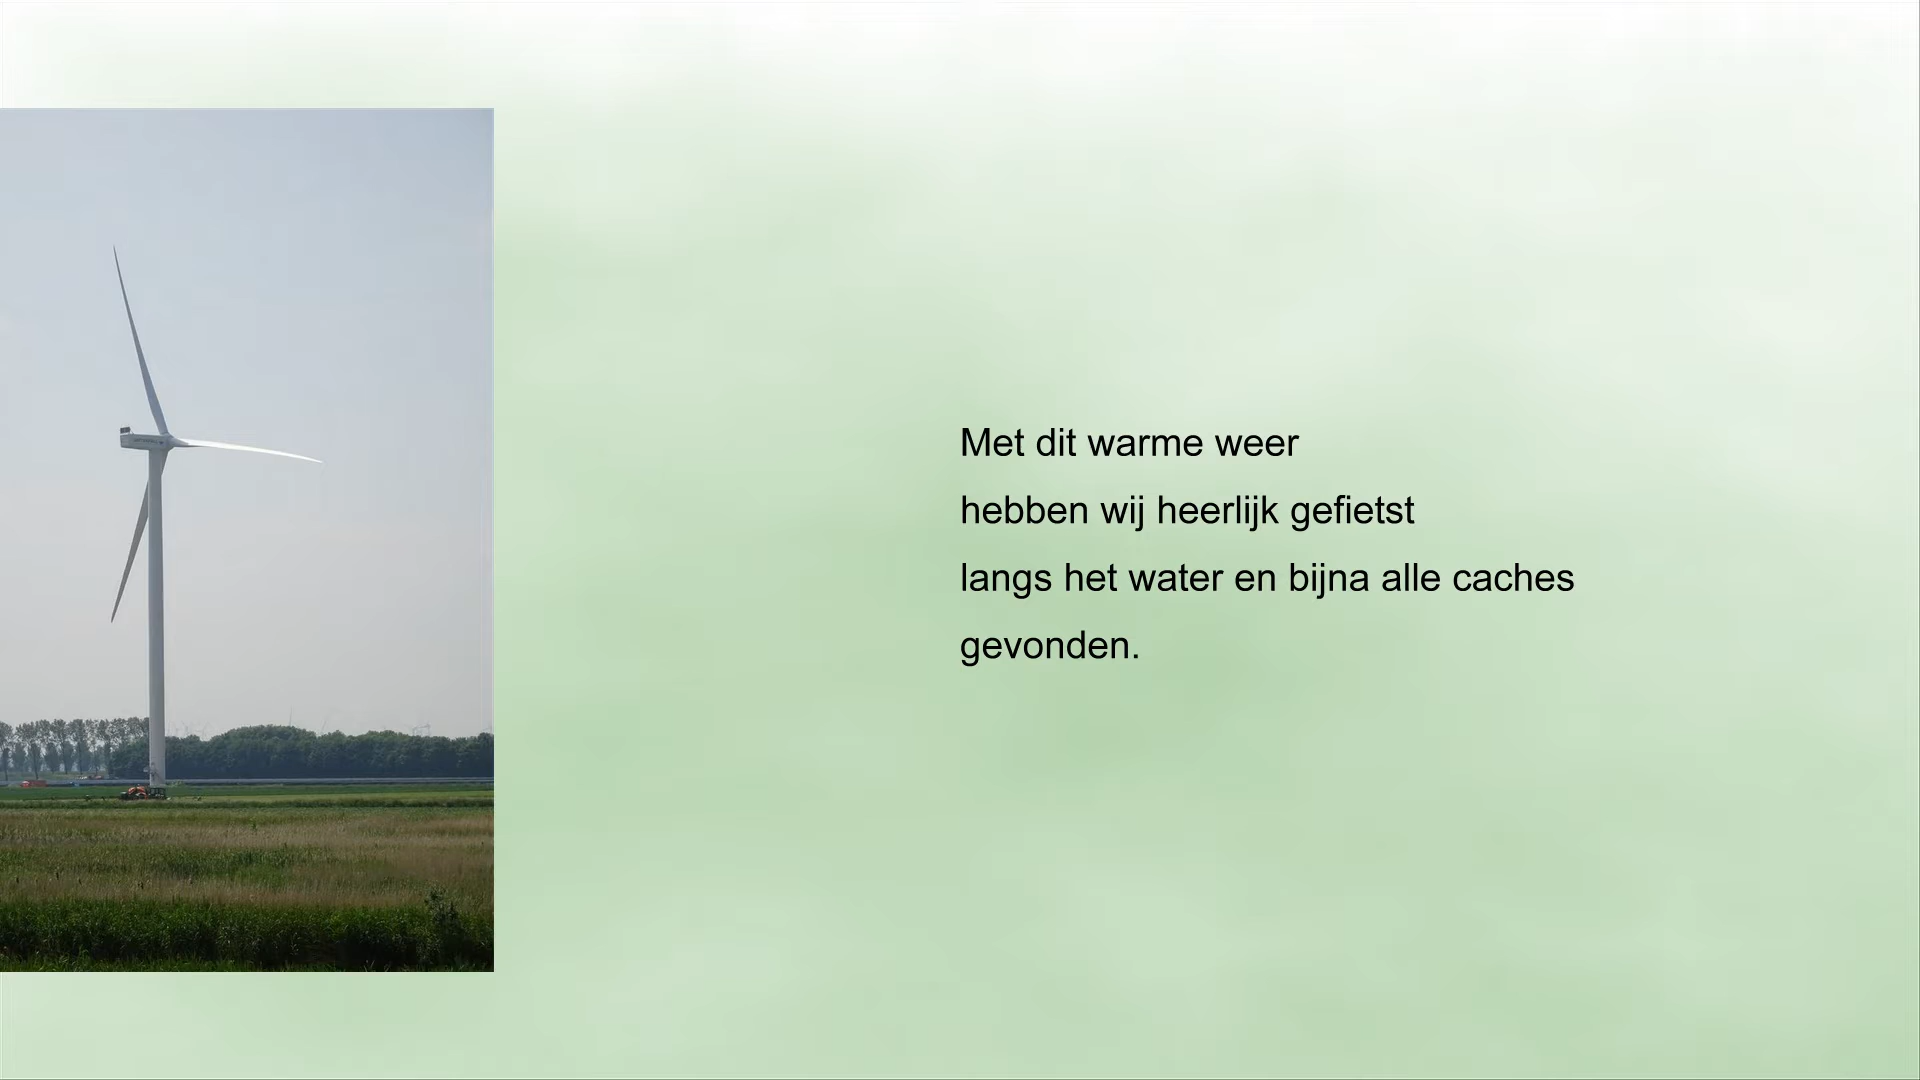 Met dit warme weer
hebben wij heerlijk gefietst
langs het water en bijna alle caches
gevonden.